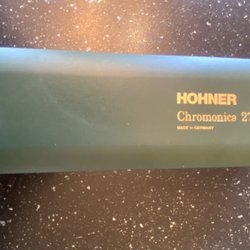 HOHNER
Chromonica 27
MADE IN GERMANY